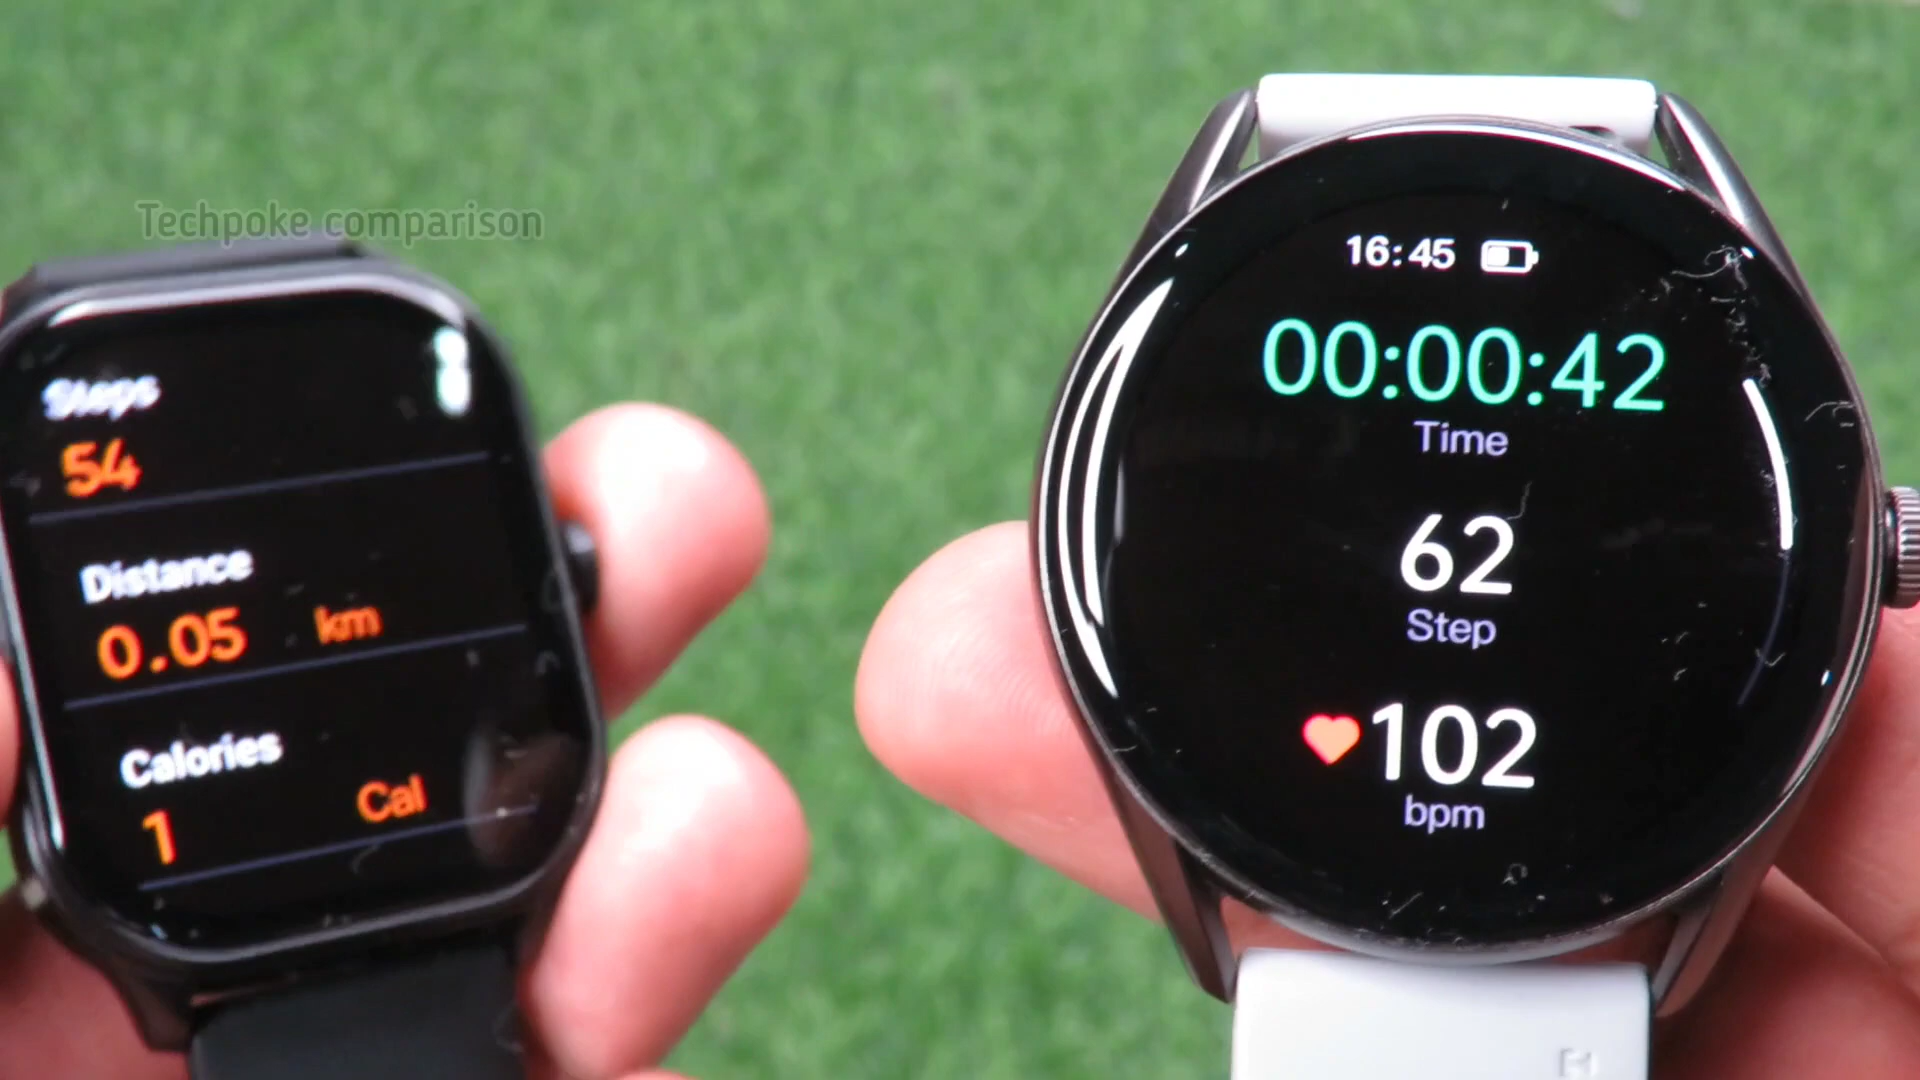 Techpoke comparison
Steps
54
Distance
0.05 km
Calories
1 Cal
16:45
00:00:42
Time
62
Step
102
bpm